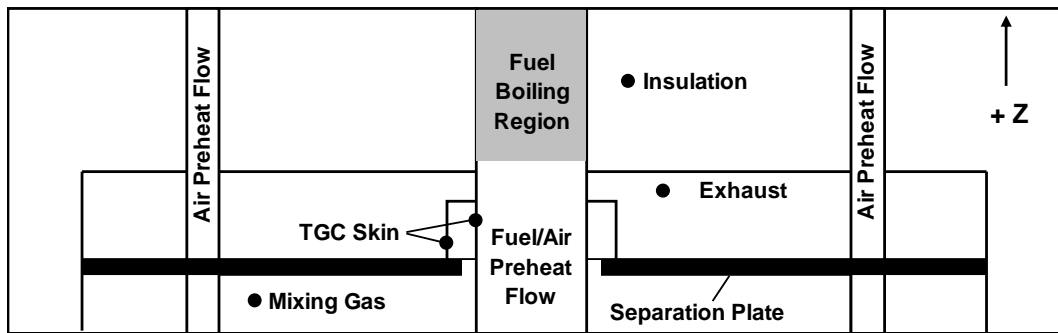 Air Preheat Flow
Fuel
Boiling
Region
Insulation
Air Preheat Flow
+ Z
Exhaust
TGC Skin
Fuel/Air
Preheat
Flow
Mixing Gas
Separation Plate